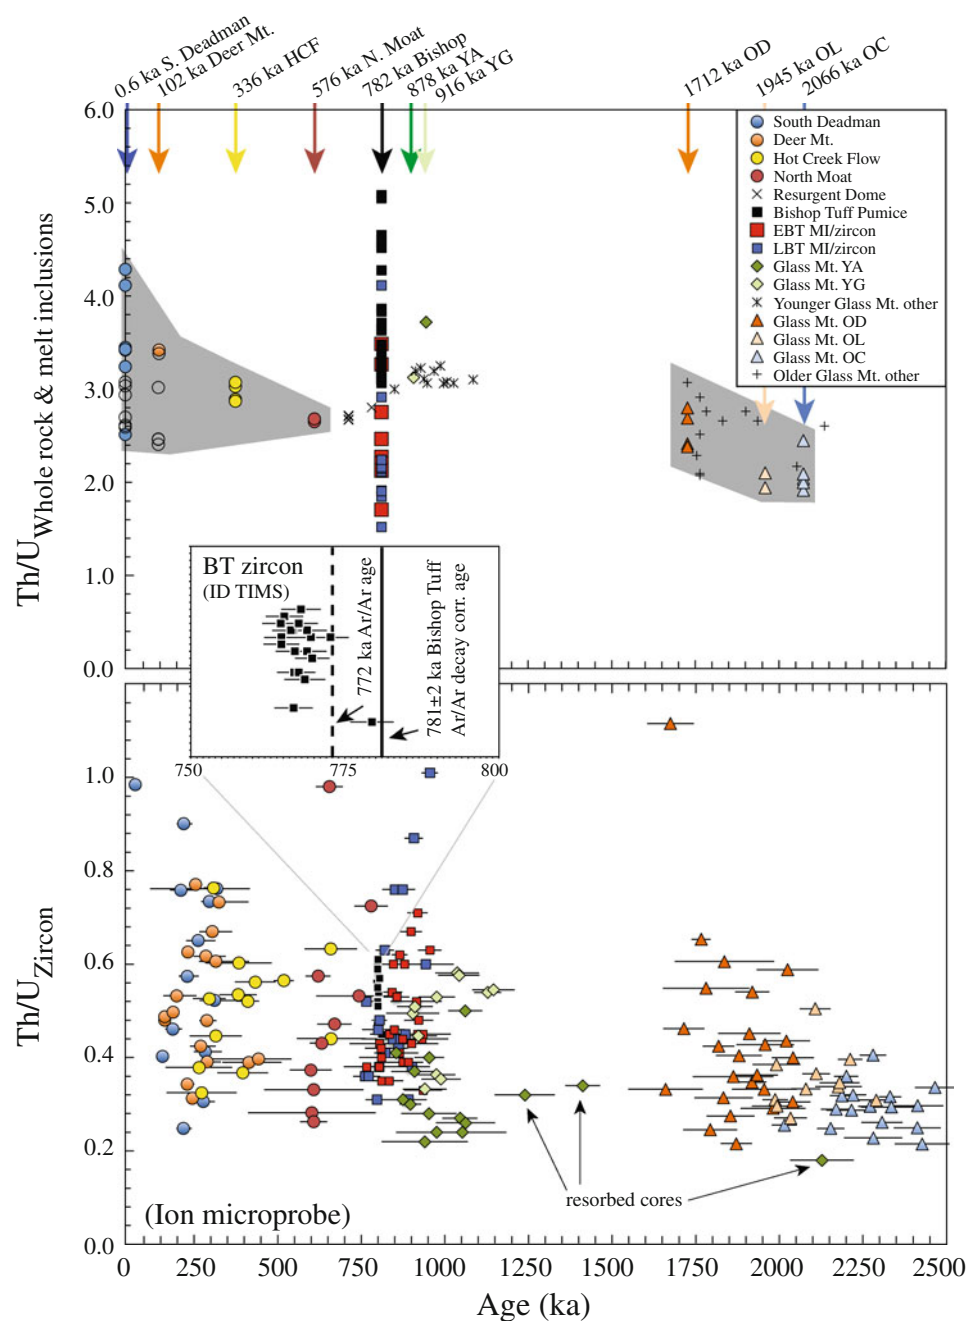 0.6 ka S. Deadman
102 ka Deer Mt.
336 ka HCF
576 ka N. Moat
782 ka Bishop
878 ka YA
916 ka YG
1712 ka OD
1945 ka OL
2066 ka OC
6.0
5.0
4.0
3.0
2.0
1.0
0.0
Th/U Whole rock & melt inclusions
South Deadman
Deer Mt.
Hot Creek Flow
North Moat
Resurgent Dome
Bishop Tuff Pumice
EBT MI/zircon
LBT MI/zircon
Glass Mt. YA
Glass Mt. YG
Younger Glass Mt. other
Glass Mt. OD
Glass Mt. OL
Glass Mt. OC
Older Glass Mt. other
BT zircon
(ID TIMS)
772 ka Ar/Ar age
781±2 ka Bishop Tuff
Ar/Ar decay corr. age
750
775
800
1.0
0.8
0.6
0.4
0.2
0.0
Th/U Zircon
resorbed cores
(Ion microprobe)
0
250
500
750
1000
1250
1500
1750
2000
2250
2500
Age (ka)